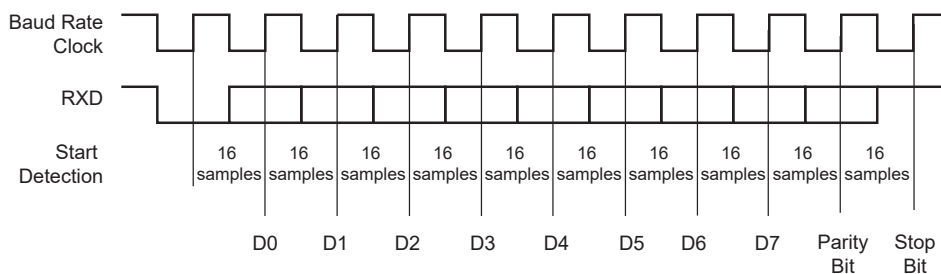 Baud Rate
Clock
RXD
Start
Detection
16 16 16 16 16 16 16 16 16 16
samples samples samples samples samples samples samples samples samples samples
D0 D1 D2 D3 D4 D5 D6 D7 Parity Stop
Bit Bit